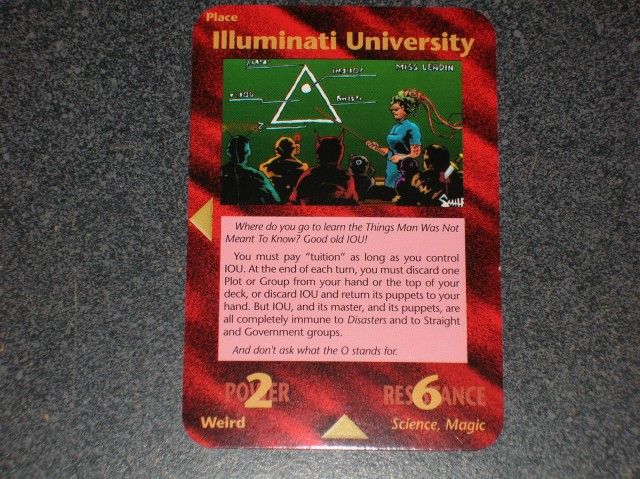 Place
Illuminati University
MISS LENDIN
Where do you go to learn the Things Man Was Not
Meant To Know? Good old IOU!
You must pay “tuition” as long as you control
IOU. At the end of each turn, you must discard one
Plot or Group from your hand or the top of your
deck, or discard IOU and return its puppets to your
hand. But IOU, and its master, and its puppets, are
all completely immune to Disasters and to Straight
and Government groups.
And don't ask what the O stands for.
POWER
2
RESISTANCE
6
Weird
Science, Magic